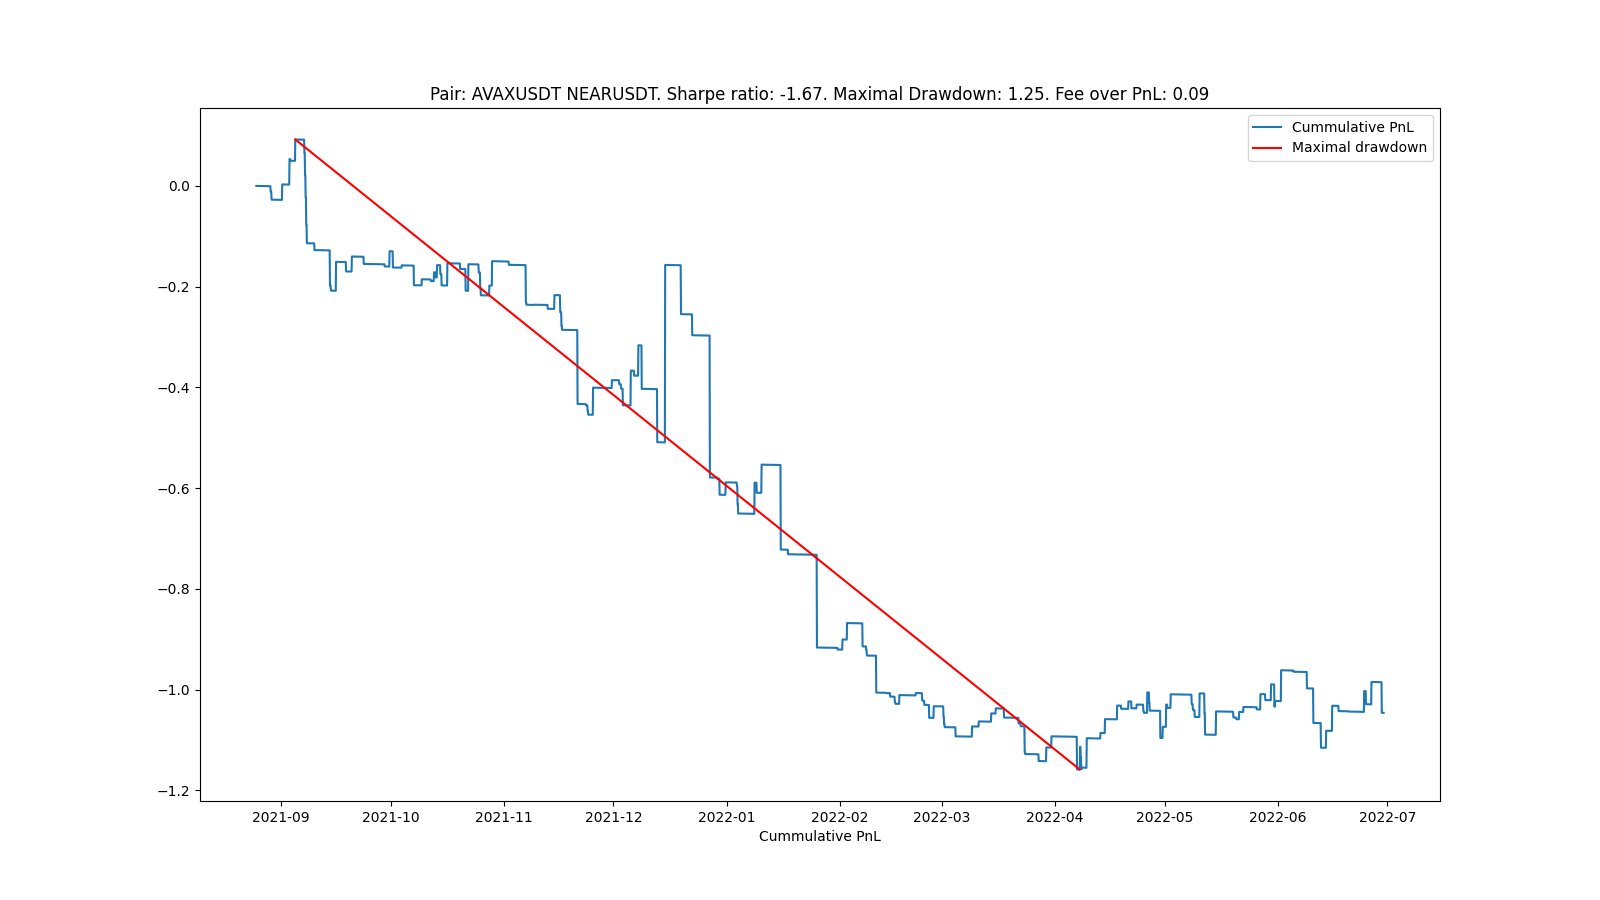 Pair: AVAXUSDT NEARUSDT. Sharpe ratio: -1.67. Maximal Drawdown: 1.25. Fee over PnL: 0.09
Cummulative PnL
Maximal drawdown
0.0
−0.2
−0.4
−0.6
−0.8
−1.0
−1.2
2021-09 2021-10 2021-11 2021-12 2022-01 2022-02 2022-03 2022-04 2022-05 2022-06 2022-07
Cummulative PnL